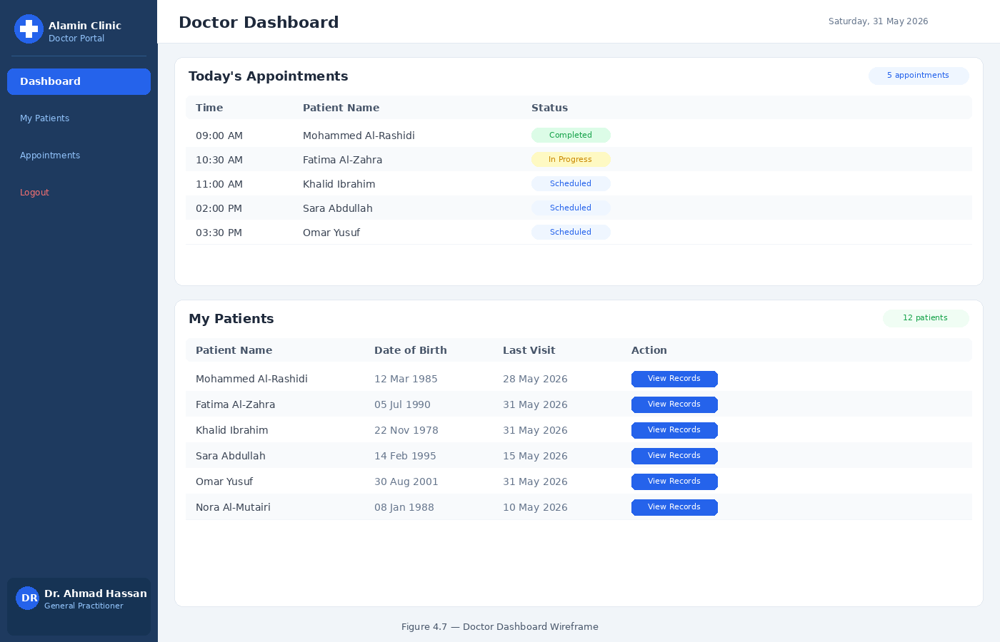 Alamin Clinic
Doctor Portal
Dashboard
My Patients
Appointments
Logout
DR
Dr. Ahmad Hassan
General Practitioner
Doctor Dashboard
Saturday, 31 May 2026
Today's Appointments
5 appointments
Time Patient Name Status
09:00 AM Mohammed Al-Rashidi Completed
10:30 AM Fatima Al-Zahra In Progress
11:00 AM Khalid Ibrahim Scheduled
02:00 PM Sara Abdullah Scheduled
03:30 PM Omar Yusuf Scheduled
My Patients
12 patients
Patient Name Date of Birth Last Visit Action
Mohammed Al-Rashidi 12 Mar 1985 28 May 2026 View Records
Fatima Al-Zahra 05 Jul 1990 31 May 2026 View Records
Khalid Ibrahim 22 Nov 1978 31 May 2026 View Records
Sara Abdullah 14 Feb 1995 15 May 2026 View Records
Omar Yusuf 30 Aug 2001 31 May 2026 View Records
Nora Al-Mutairi 08 Jan 1988 10 May 2026 View Records
Figure 4.7 — Doctor Dashboard Wireframe